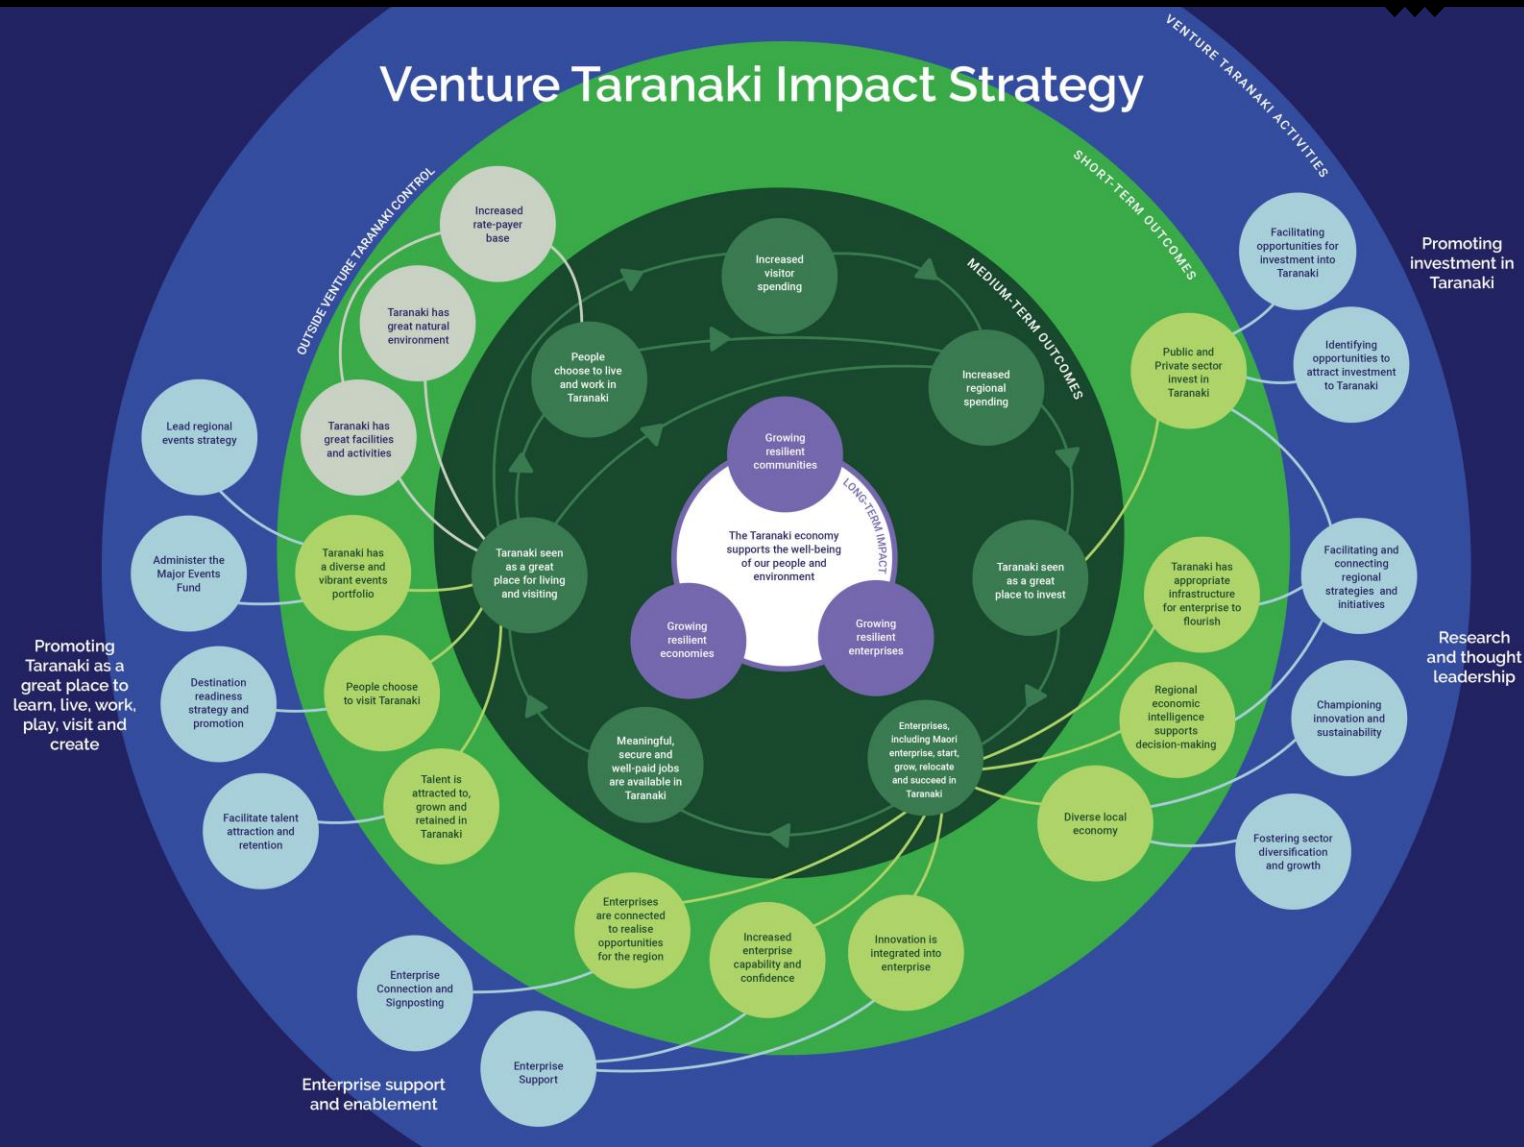 Venture Taranaki Impact Strategy
VENTURE TARANAKI ACTIVITIES
SHORT-TERM OUTCOMES
MEDIUM-TERM OUTCOMES
LONG-TERM IMPACT
OUTSIDE VENTURE TARANAKI CONTROL
Increased
rate-payer
base
Taranaki has
great natural
environment
Taranaki has
great facilities
and activities
Increased
visitor
spending
People
choose to live
and work in
Taranaki
Increased
regional
spending
Taranaki seen
as a great
place for living
and visiting
Taranaki seen
as a great
place to invest
Meaningful,
secure and
well-paid jobs
are available in
Taranaki
Enterprises,
including Maori
enterprise, start,
grow, relocate
and succeed in
Taranaki
Growing
resilient
communities
The Taranaki economy
supports the well-being
of our people and
environment
Growing
resilient
economies
Growing
resilient
enterprises
Promoting
investment in
Taranaki
Facilitating
opportunities for
investment into
Taranaki
Identifying
opportunities to
attract investment
to Taranaki
Public and
Private sector
invest in
Taranaki
Research
and thought
leadership
Facilitating and
connecting
regional
strategies and
initiatives
Championing
innovation and
sustainability
Fostering sector
diversification
and growth
Taranaki has
appropriate
infrastructure
for enterprise to
flourish
Regional
economic
intelligence
supports
decision-making
Diverse local
economy
Promoting
Taranaki as a
great place to
learn, live, work,
play, visit and
create
Lead regional
events strategy
Administer the
Major Events
Fund
Destination
readiness
strategy and
promotion
Facilitate talent
attraction and
retention
Taranaki has
a diverse and
vibrant events
portfolio
People choose
to visit Taranaki
Talent is
attracted to,
grown and
retained in
Taranaki
Enterprises
are connected
to realise
opportunities
for the region
Increased
enterprise
capability and
confidence
Innovation is
integrated into
enterprise
Enterprise
Connection and
Signposting
Enterprise
Support
Enterprise support
and enablement